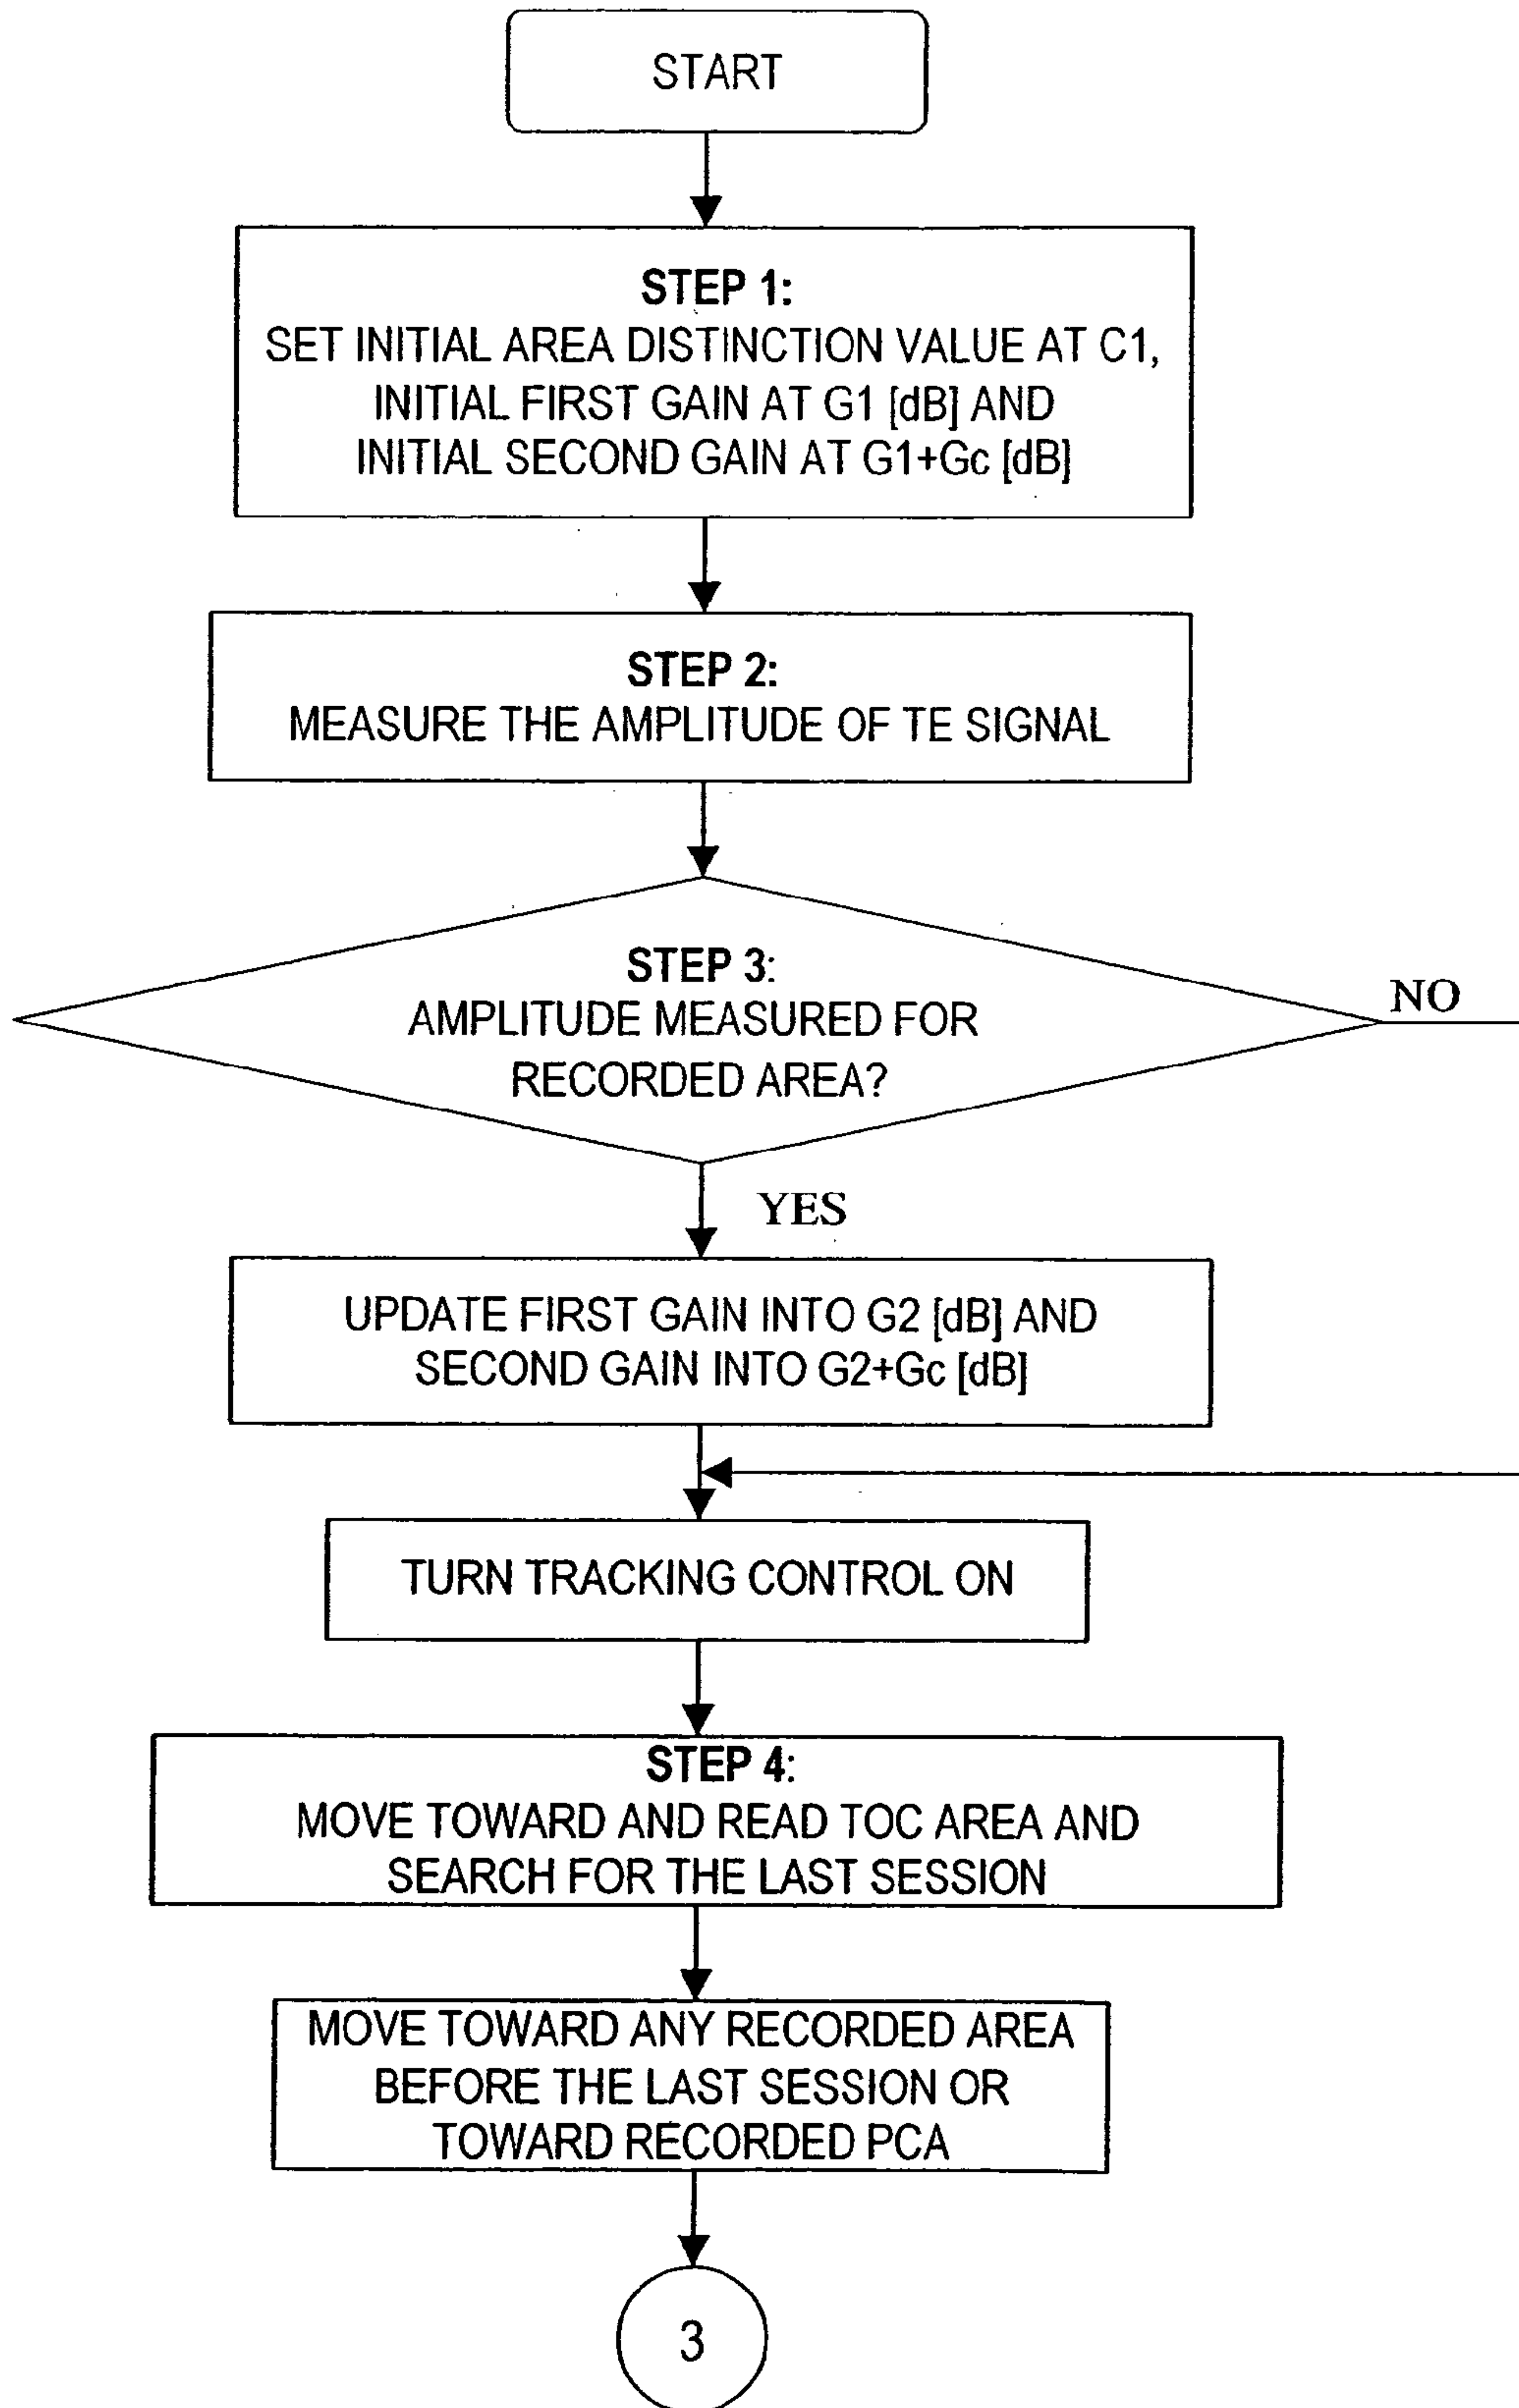 START
STEP 1:
SET INITIAL AREA DISTINCTION VALUE AT C1,
INITIAL FIRST GAIN AT G1 [dB] AND
INITIAL SECOND GAIN AT G1+Gc [dB]
STEP 2:
MEASURE THE AMPLITUDE OF TE SIGNAL
STEP 3:
AMPLITUDE MEASURED FOR
RECORDED AREA?
NO
YES
UPDATE FIRST GAIN INTO G2 [dB] AND
SECOND GAIN INTO G2+Gc [dB]
TURN TRACKING CONTROL ON
STEP 4:
MOVE TOWARD AND READ TOC AREA AND
SEARCH FOR THE LAST SESSION
MOVE TOWARD ANY RECORDED AREA
BEFORE THE LAST SESSION OR
TOWARD RECORDED PCA
3